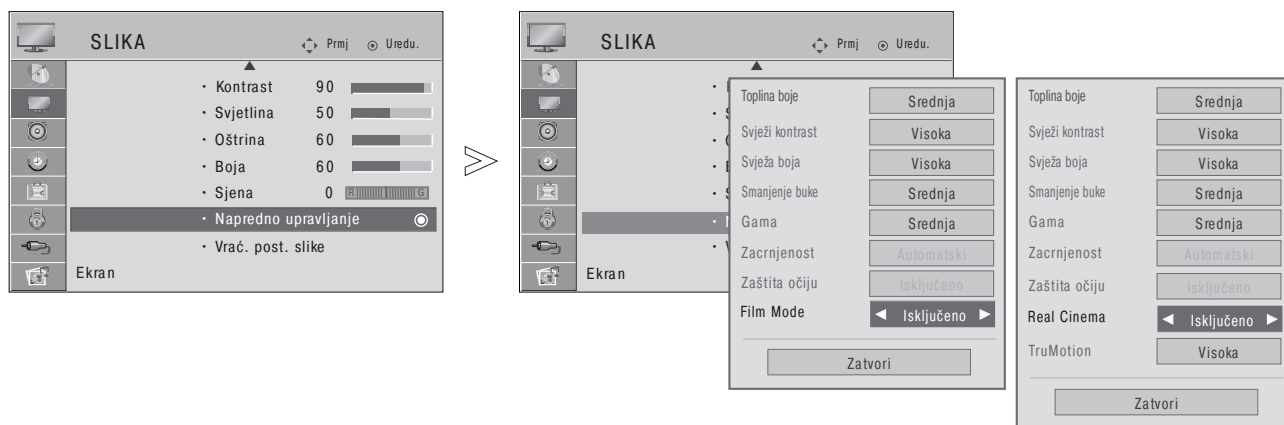 SLIKA Prmj Uredu.
• Kontrast 90
• Svjetlina 50
• Oštrina 60
• Boja 60
• Sjena 0 R G
• Napredno upravljanje
• Vrać. post. slike
Ekran
SLIKA Prmj Uredu.
Ekran
Toplina boje Srednja
Svježi kontrast Visoka
Svježa boja Visoka
Smanjenje buke Srednja
Gama Srednja
Zacrnjenost Automatski
Zaštita očiju Isključeno
Film Mode Isključeno
Zatvori
Toplina boje Srednja
Svježi kontrast Visoka
Svježa boja Visoka
Smanjenje buke Srednja
Gama Srednja
Zacrnjenost Automatski
Zaštita očiju Isključeno
Real Cinema Isključeno
TruMotion Visoka
Zatvori